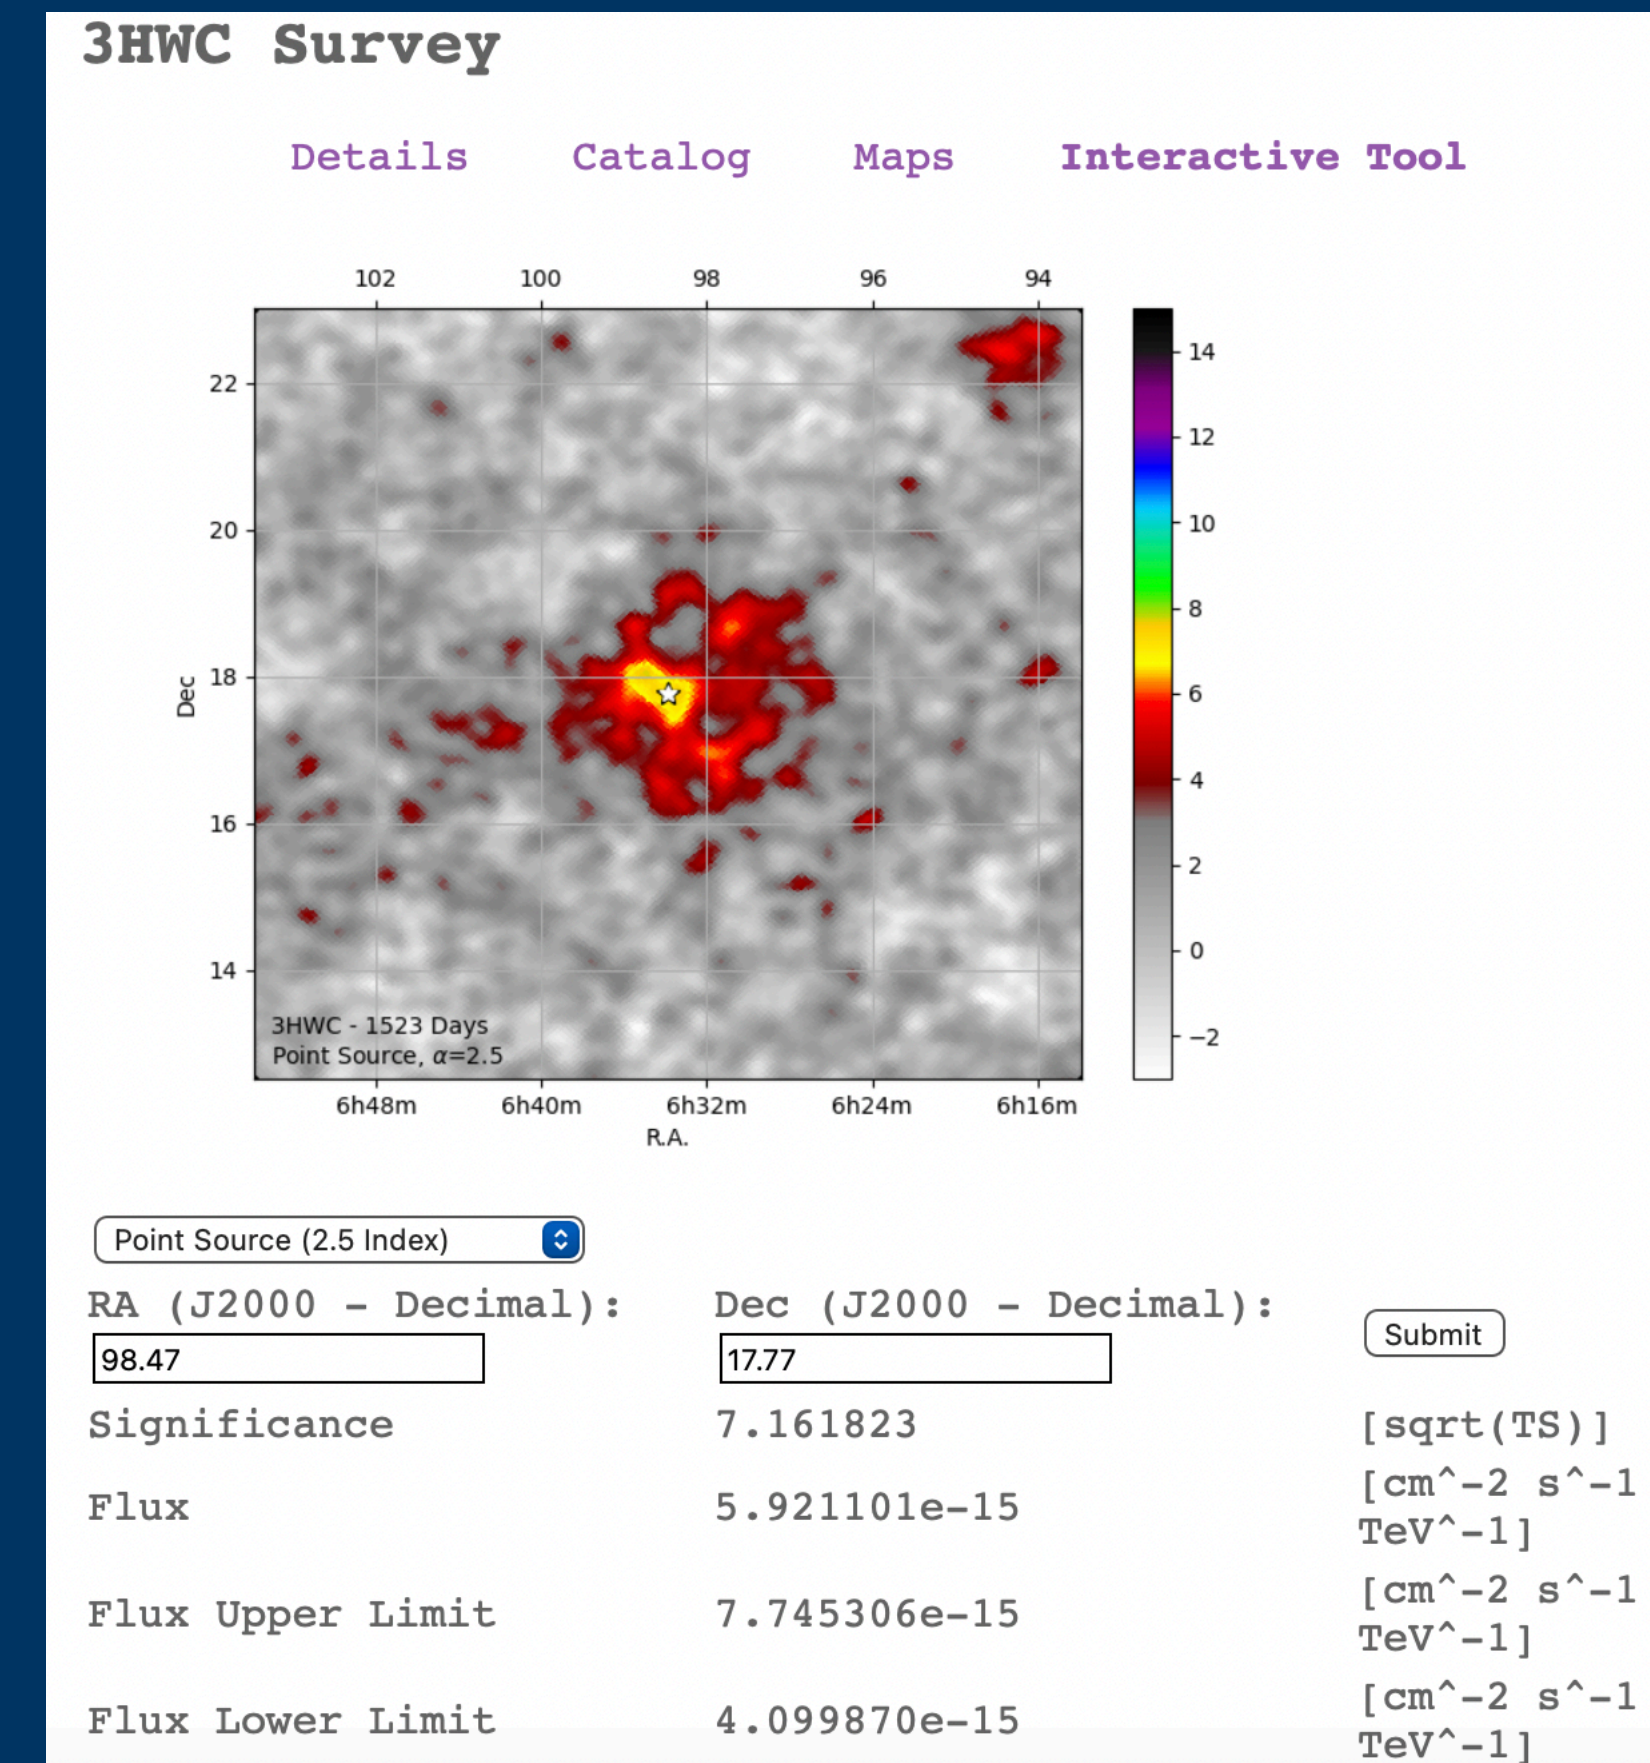 3HWC Survey
Details Catalog Maps Interactive Tool
102 100 98 96 94
14
22
12
20
10
8
18
Dec
6
4
16
2
0
14
3HWC - 1523 Days
Point Source, α=2.5
−2
6h48m 6h40m 6h32m 6h24m 6h16m
R.A.
Point Source (2.5 Index)
RA (J2000 - Decimal): Dec (J2000 - Decimal):
98.47 17.77 Submit
Significance 7.161823 [sqrt(TS)]
Flux 5.921101e-15 [cm^-2 s^-1
TeV^-1]
Flux Upper Limit 7.745306e-15 [cm^-2 s^-1
TeV^-1]
Flux Lower Limit 4.099870e-15 [cm^-2 s^-1
TeV^-1]